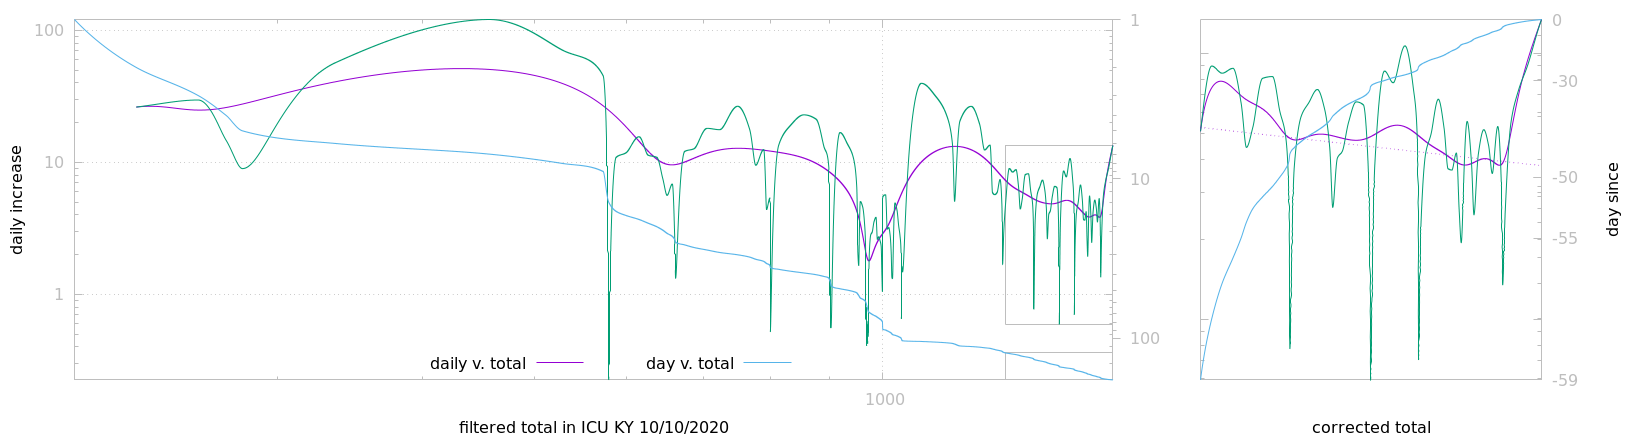 100
10
1
daily increase
daily v. total
day v. total
1
10
100
1000
filtered total in ICU KY 10/10/2020
0
-30
-50
-55
-59
day since
corrected total